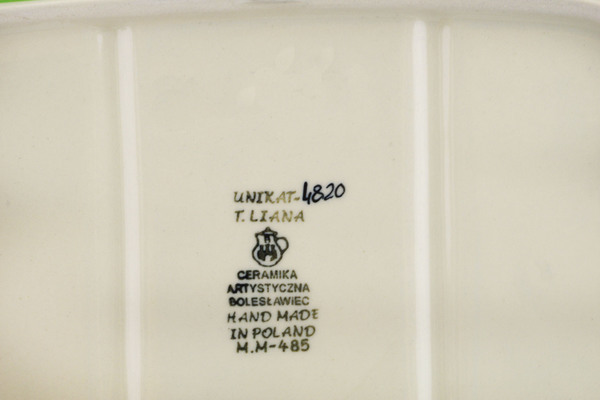 UNIKAT-4820
T. LIANA
CERAMIKA
ARTYSTYCZNA
BOLESŁAWIEC
HAND MADE
IN POLAND
M.M-485